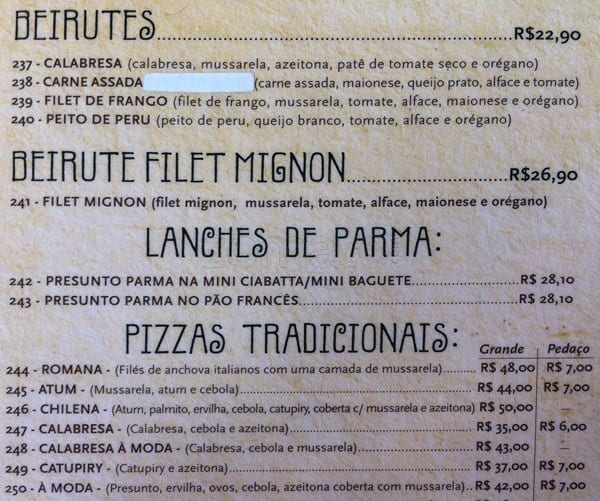 BEIRUTES..........R$22,90
237 - CALABRESA (calabresa, mussarela, azeitona, patê de tomate seco e orégano)
238 - CARNE ASSADA (carne assada, maionese, queijo prato, alface e tomate)
239 - FILET DE FRANGO (filet de frango, mussarela, tomate, alface, maionese e orégano)
240 - PEITO DE PERU (peito de peru, queijo branco, tomate, alface e orégano)
BEIRUTE FILET MIGNON..........R$26,90
241 - FILET MIGNON (filet mignon, mussarela, tomate, alface, maionese e orégano)
LANCHES DE PARMA:
242 - PRESUNTO PARMA NA MINI CIABATTA/MINI BAGUETE..........R$ 28,10
243 - PRESUNTO PARMA NO PÃO FRANCÊS..........R$ 28,10
PIZZAS TRADICIONAIS: Grande Pedaço
244 - ROMANA - (Filés de anchova italianos com uma camada de mussarela)..........R$ 48,00 R$ 7,00
245 - ATUM - (Mussarela, atum e cebola)..........R$ 44,00 R$ 7,00
246 - CHILENA - (Atum, palmito, ervilha, cebola, catupiry, coberta c/ mussarela e azeitona) R$ 50,00 –
247 - CALABRESA - (Calabresa, cebola e azeitona)..........R$ 35,00 R$ 6,00
248 - CALABRESA À MODA - (Calabresa, cebola e mussarela)..........R$ 43,00 –
249 - CATUPIRY - (Catupiry e azeitona)..........R$ 37,00 R$ 7,00
250 - À MODA - (Presunto, ervilha, ovos, cebola, azeitona coberta com mussarela)..........R$ 42,00 R$ 7,00